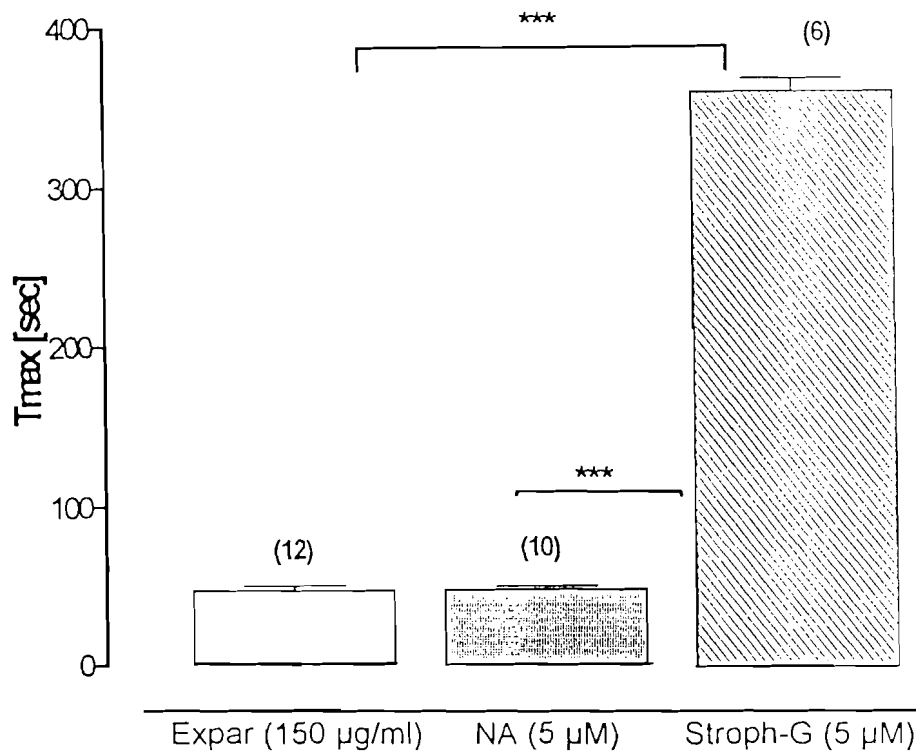 ***
(6)
400
300
200
100
0
Tmax [sec]
***
(12)
(10)
Expar (150 µg/ml)
NA (5 µM)
Stroph-G (5 µM)